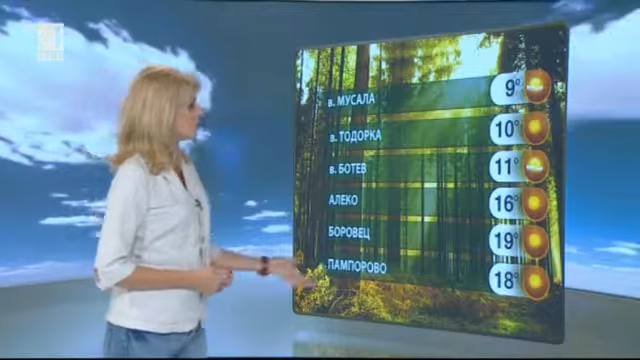 в. МУСАЛА 9°
в. ТОДОРКА 10°
в. БОТЕВ 11°
АЛЕКО 16°
БОРОВЕЦ 19°
ПАМПОРОВО 18°